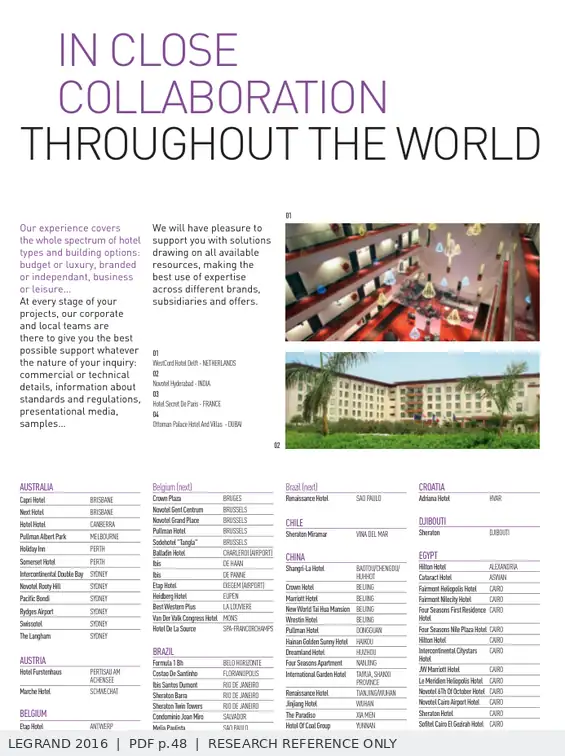 IN CLOSE
COLLABORATION
THROUGHOUT THE WORLD
Our experience covers
the whole spectrum of hotel
types and building options:
budget or luxury, branded
or independant, business
or leisure...
At every stage of your
projects, our corporate
and local teams are
there to give you the best
possible support whatever
the nature of your inquiry:
commercial or technical
details, information about
standards and regulations,
presentational media,
samples...
We will have pleasure to
support you with solutions
drawing on all available
resources, making the
best use of expertise
across different brands,
subsidiaries and offers.
01
WestCord Hotel Delft - NETHERLANDS
02
Novotel Hyderabad - INDIA
03
Hotel Secret De Paris - FRANCE
04
Ottoman Palace Hotel And Villas - DUBAI
01
02
AUSTRALIA
Capri Hotel BRISBANE
Next Hotel BRISBANE
Hotel Hotel CANBERRA
Pullman Albert Park MELBOURNE
Holiday Inn PERTH
Somerset Hotel PERTH
Intercontinental Double Bay SYDNEY
Novotel Rooty Hill SYDNEY
Pacific Bondi SYDNEY
Rydges Airport SYDNEY
Swissotel SYDNEY
The Langham SYDNEY
AUSTRIA
Hotel Furstenhaus PERTISAU AM
ACHENSEE
Marche Hotel SCHNECHAT
BELGIUM
Etap Hotel ANTWERP
Belgium (next)
Crown Plaza BRUGES
Novotel Gent Centrum BRUSSELS
Novotel Grand Place BRUSSELS
Pullman Hotel BRUSSELS
Sodehotel "Tangla" BRUSSELS
Balladin Hotel CHARLEROI (AIRPORT)
Ibis DE HAAN
Ibis DE PANNE
Etap Hotel DIEGEM (AIRPORT)
Heidberg Hotel EUPEN
Best Western Plus LA LOUVIERE
Van Der Valk Congress Hotel MONS
Hotel De La Source SPA-FRANCORCHAMPS
BRAZIL
Formula 1 Bh BELO HORIZONTE
Costao De Santinho FLORIANOPOLIS
Ibis Santos Dumont RIO DE JANEIRO
Sheraton Barra RIO DE JANEIRO
Sheraton Twin Towers RIO DE JANEIRO
Condominio Joan Miro SALVADOR
Melia Paulista SAO PAULO
Brazil (next)
Renaissance Hotel SAO PAULO
CHILE
Sheraton Miramar VINA DEL MAR
CHINA
Shangri-La Hotel BAOTOU/CHENGDU/
HUHHOT
Crown Hotel BEIJING
Marriott Hotel BEIJING
New World Tai Hua Mansion BEIJING
Westin Hotel BEIJING
Pullman Hotel DONGGUAN
Hainan Golden Sunny Hotel HAIKOU
Dreamland Hotel HUIZHOU
Four Seasons Apartment NANJING
International Garden Hotel TAIYUA, SHANXI
PROVINCE
Renaissance Hotel TIANJING/WUHAN
Jinjiang Hotel WUHAN
The Paradiso XIA MEN
Hotel Of Coal Group YUNNAN
CROATIA
Adriana Hotel HVAR
DJIBOUTI
Sheraton DJIBOUTI
EGYPT
Hilton Hotel ALEXANDRIA
Cataract Hotel ASWAN
Fairmont Heliopolis Hotel CAIRO
Fairmont Nilecity Hotel CAIRO
Four Seasons First Residence CAIRO
Hotel
Four Seasons Nile Plaza Hotel CAIRO
Hilton Hotel CAIRO
Intercontinental Citystars CAIRO
Hotel
JW Marriott Hotel CAIRO
Le Meridien Heliopolis Hotel CAIRO
Novotel 6Th Of October Hotel CAIRO
Novotel Cairo Airport Hotel CAIRO
Sheraton Hotel CAIRO
Sofitel Cairo El Gezirah Hotel CAIRO
LEGRAND 2016 | PDF p.48 | RESEARCH REFERENCE ONLY